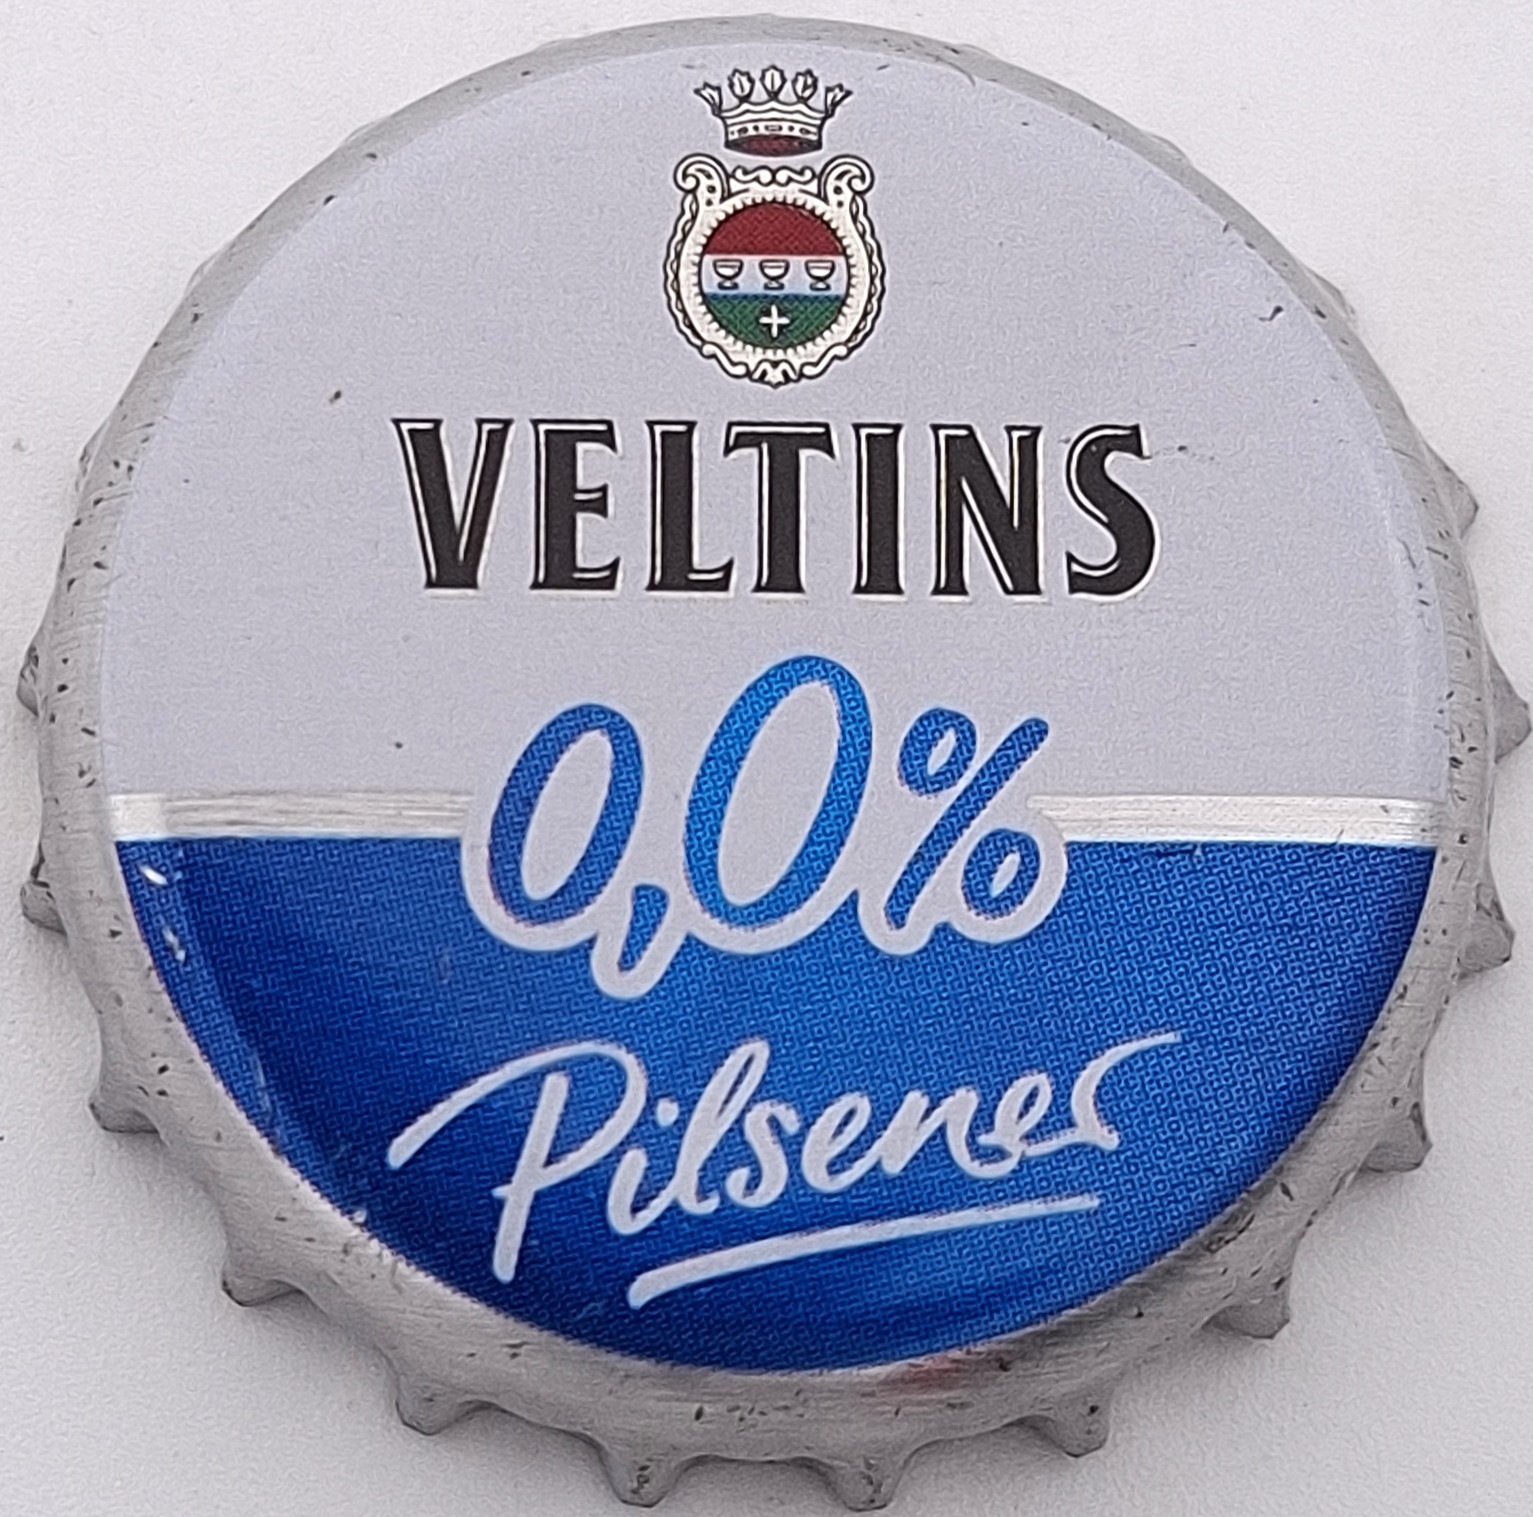 VELTINS
0,0%
Pilsener